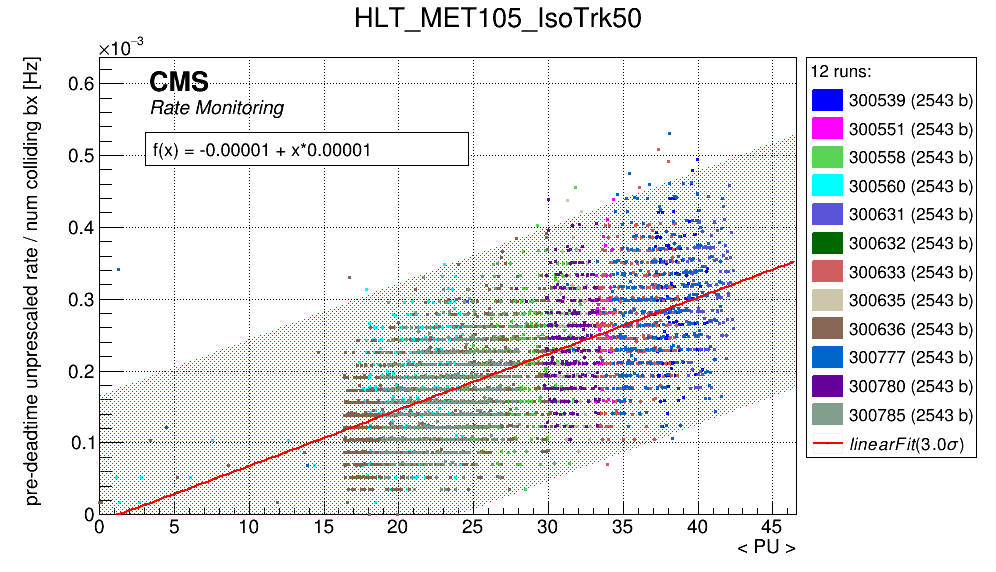 HLT_MET105_IsoTrk50
×10⁻³
CMS
Rate Monitoring
f(x) = -0.00001 + x*0.00001
pre-deadtime unprescaled rate / num colliding bx [Hz]
0.6
0.5
0.4
0.3
0.2
0.1
0
0 5 10 15 20 25 30 35 40 45
< PU >
12 runs:
300539 (2543 b)
300551 (2543 b)
300558 (2543 b)
300560 (2543 b)
300631 (2543 b)
300632 (2543 b)
300633 (2543 b)
300635 (2543 b)
300636 (2543 b)
300777 (2543 b)
300780 (2543 b)
300785 (2543 b)
linearFit(3.0σ)